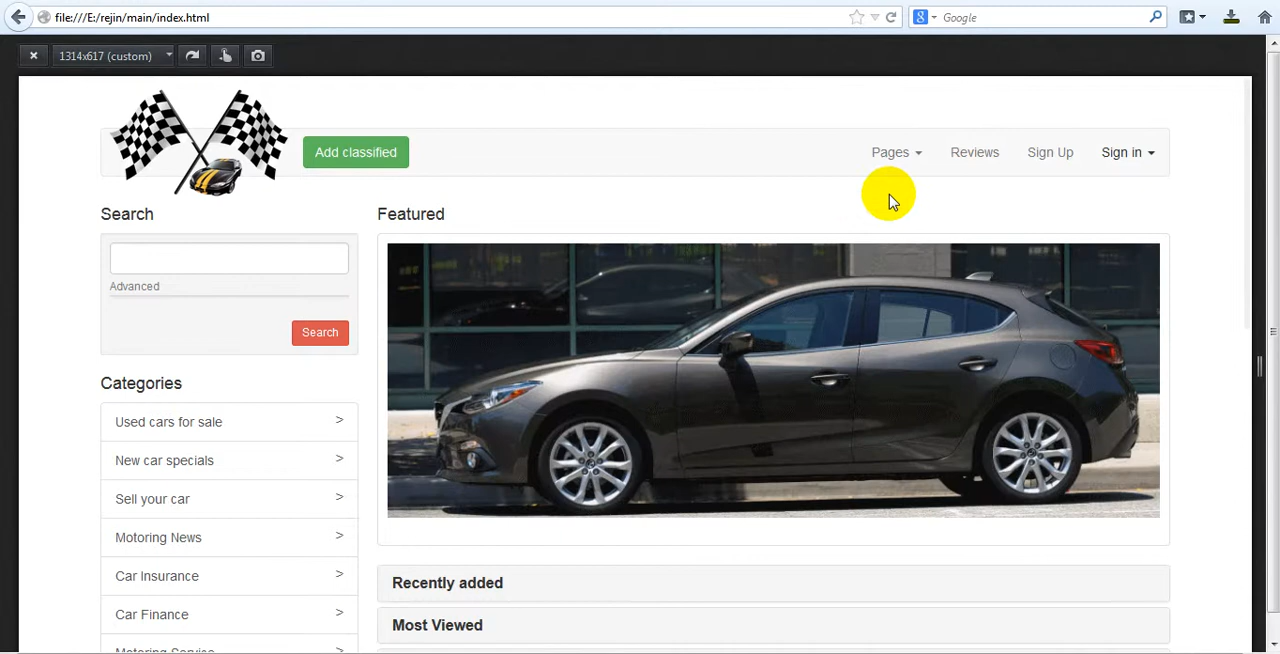 file:///E:/rejin/main/index.html
Google
1314x617 (custom)
Add classified
Pages
Reviews
Sign Up
Sign in
Search
Featured
Advanced
Search
Categories
Used cars for sale >
New car specials >
Sell your car >
Motoring News >
Car Insurance >
Car Finance >
Motoring Service
Recently added
Most Viewed